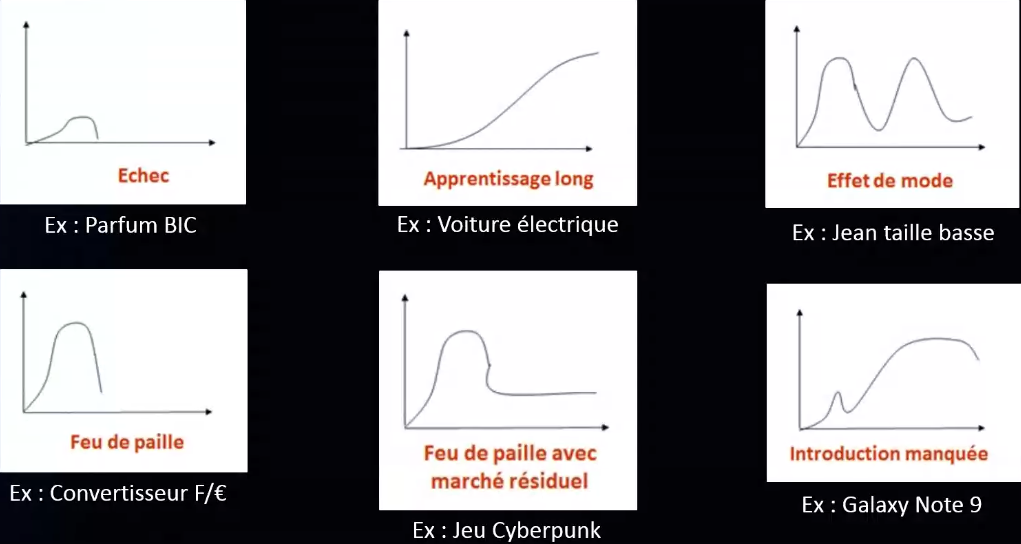 Echec
Ex : Parfum BIC
Apprentissage long
Ex : Voiture électrique
Effet de mode
Ex : Jean taille basse
Feu de paille
Ex : Convertisseur F/€
Feu de paille avec
marché résiduel
Ex : Jeu Cyberpunk
Introduction manquée
Ex : Galaxy Note 9